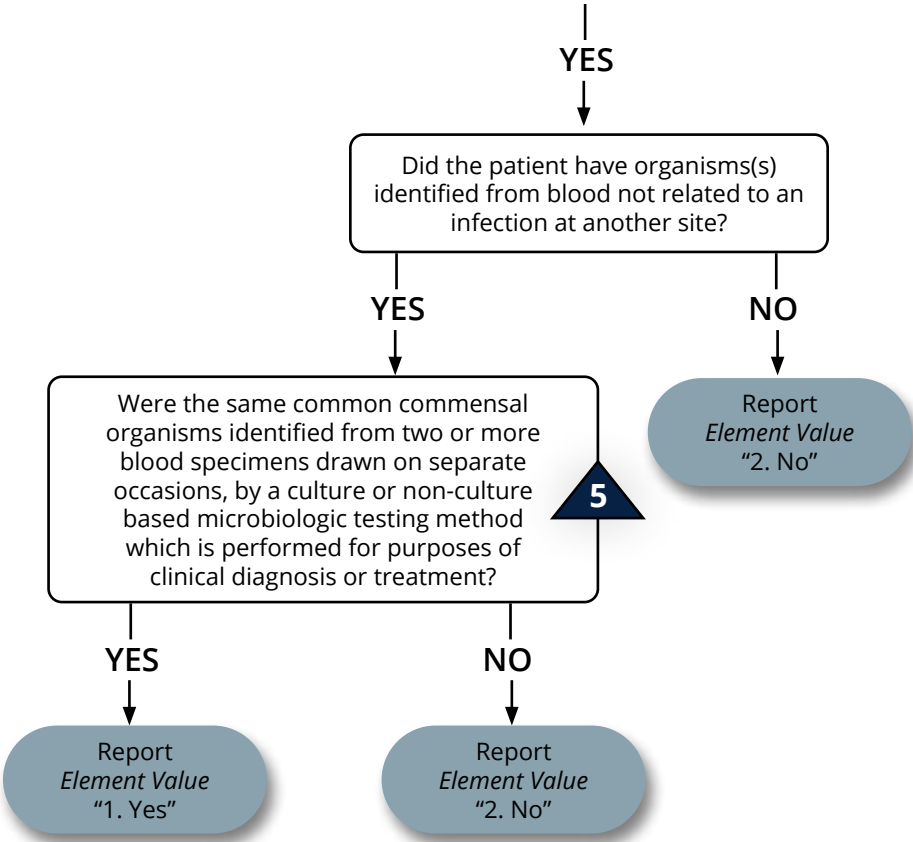 YES
Did the patient have organisms(s)
identified from blood not related to an
infection at another site?
YES
NO
Were the same common commensal
organisms identified from two or more
blood specimens drawn on separate
occasions, by a culture or non-culture
based microbiologic testing method
which is performed for purposes of
clinical diagnosis or treatment?
5
Report
Element Value
“2. No”
YES
NO
Report
Element Value
“1. Yes”
Report
Element Value
“2. No”